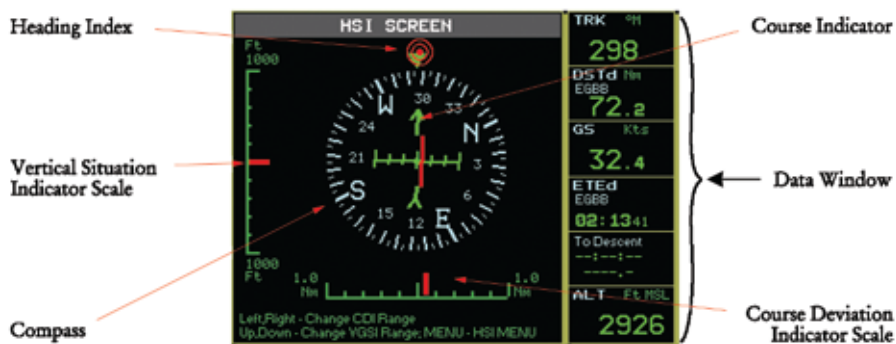 HSI SCREEN
Heading Index
Vertical Situation
Indicator Scale
Compass
Course Indicator
Data Window
Course Deviation
Indicator Scale
Ft
1000
1000
Ft
30
33
N
3
6
E
12
15
S
21
24
W
1.0
Nm
1.0
Nm
Left,Right - Change CDI Range
Up,Down - Change VGSI Range; MENU - HSI MENU
TRK °M
298
DSTd Nm
EGBB
72.2
GS Kts
32.4
ETEd
EGBB
02:1341
To Descent
--:--:--
----.-
ALT Ft MSL
2926